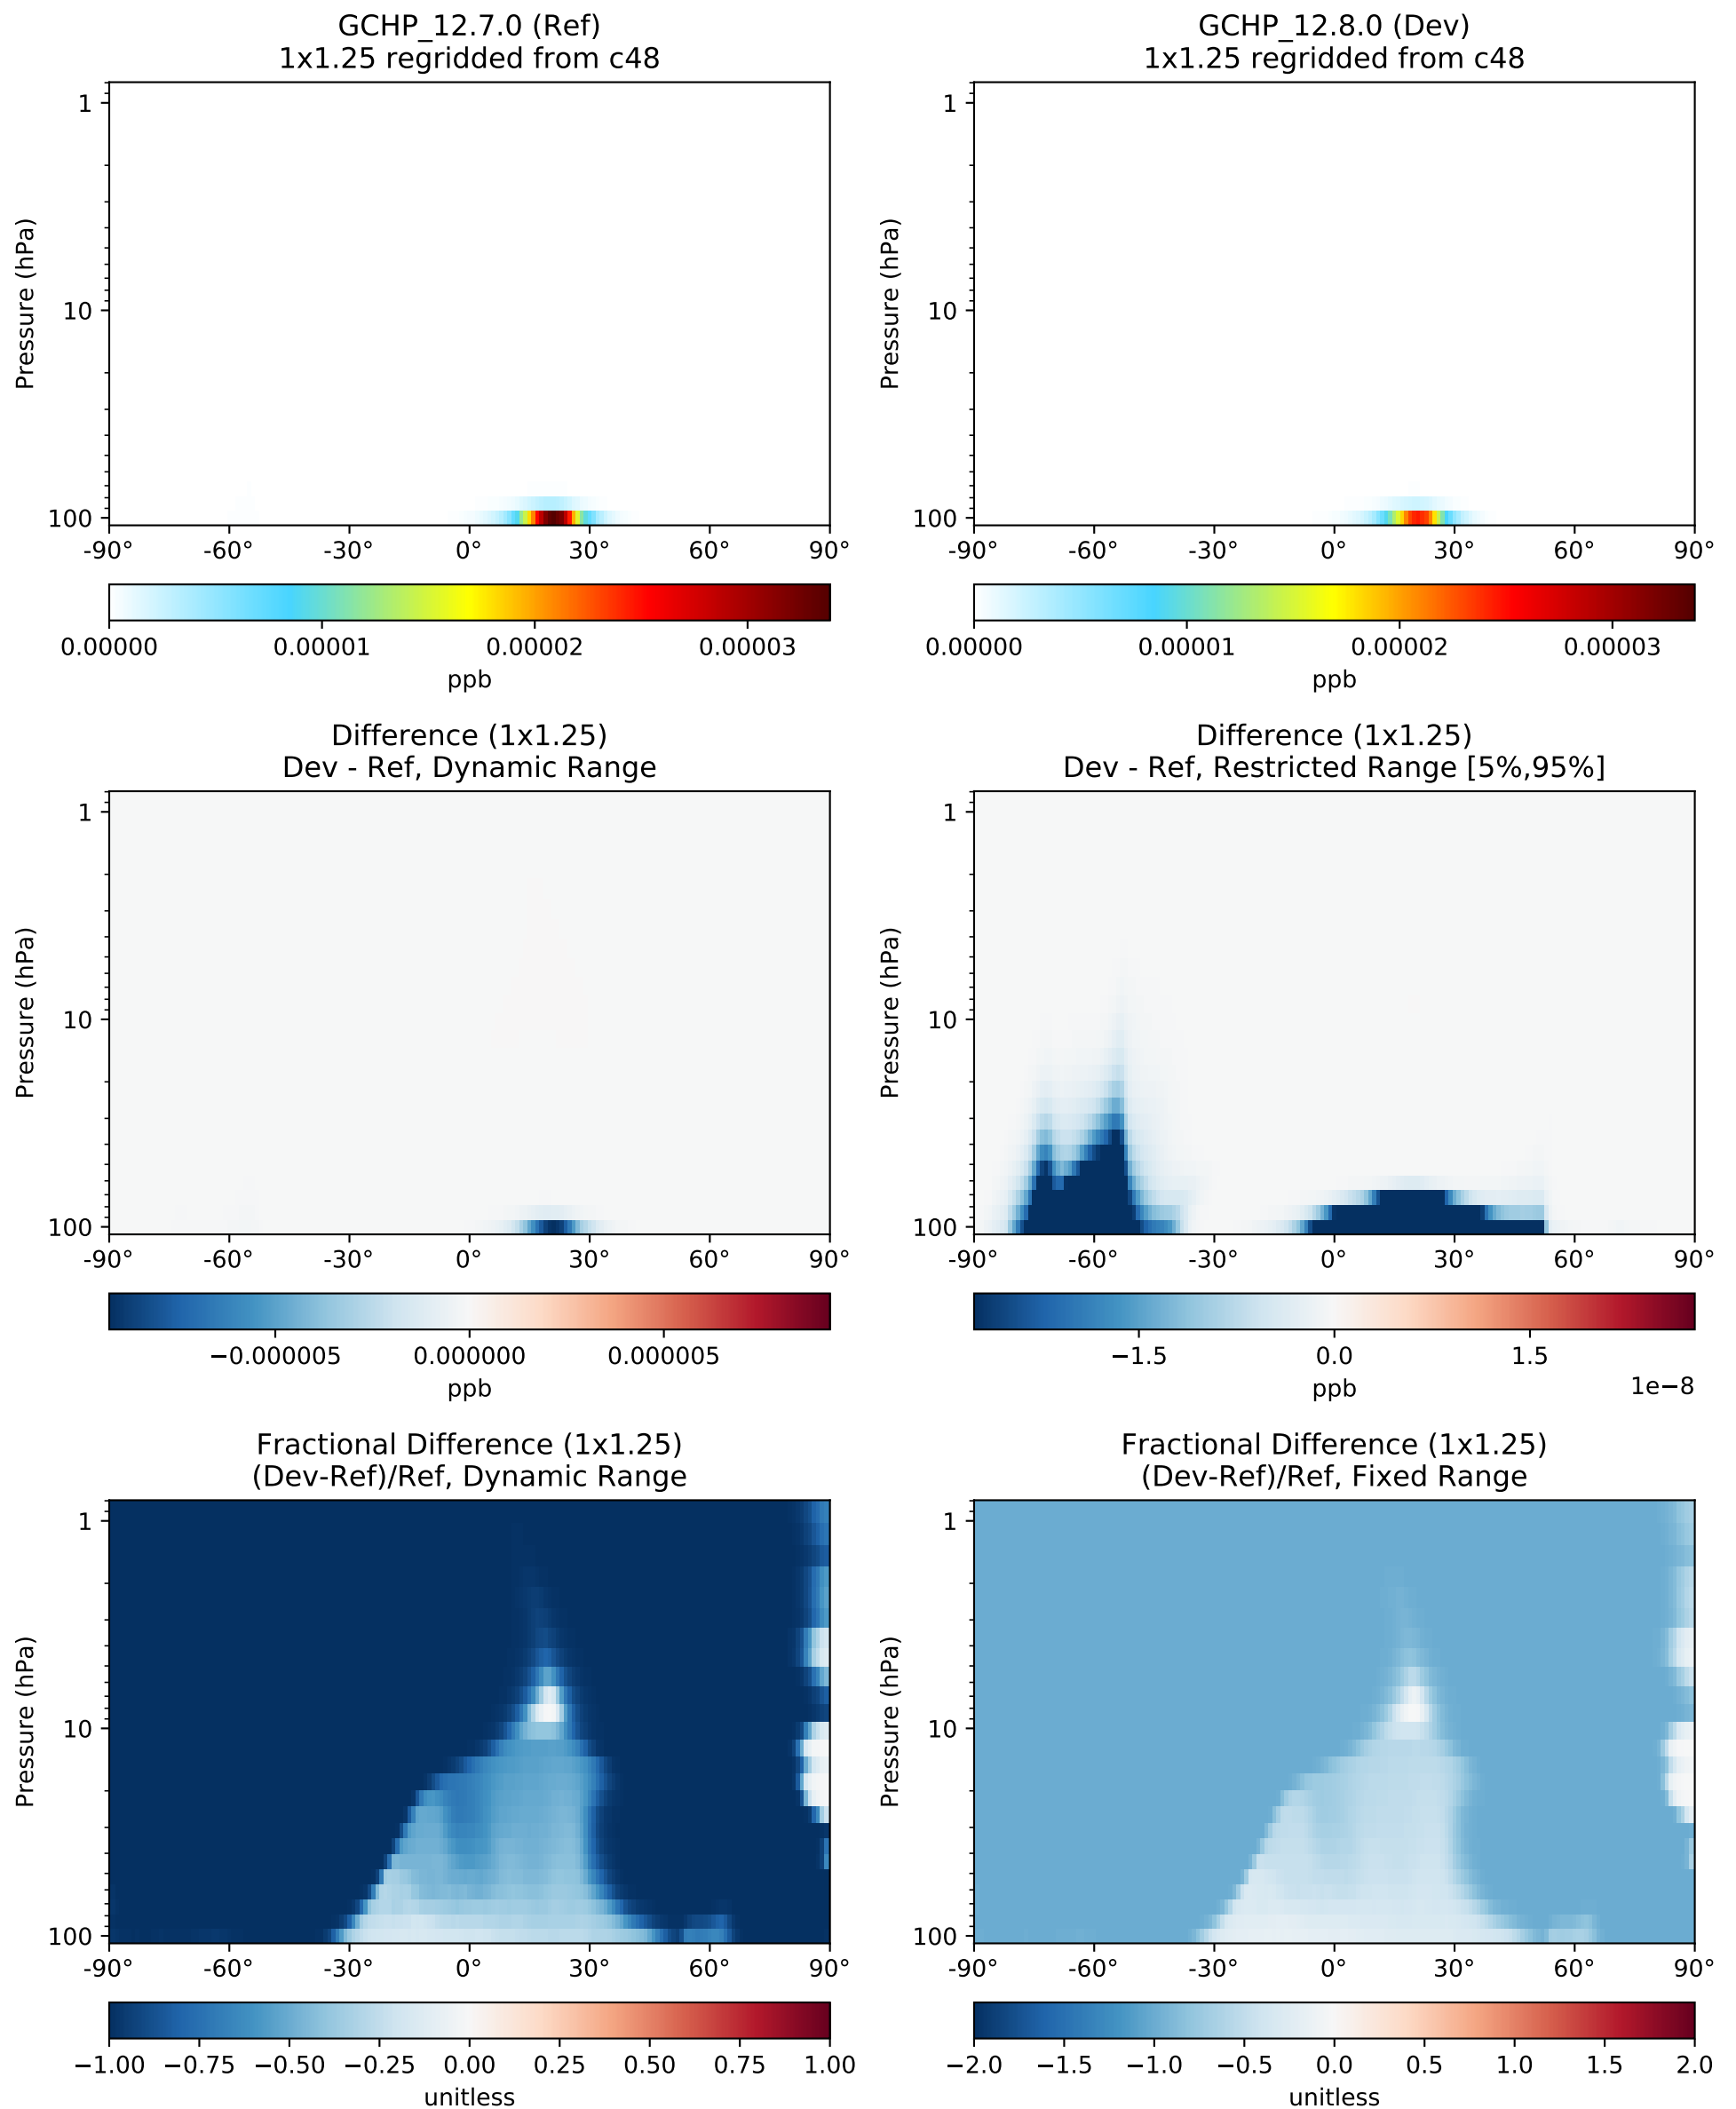 GCHP_12.7.0 (Ref)
1x1.25 regridded from c48
Pressure (hPa)
1
10
100
-90° -60° -30° 0° 30° 60° 90°
0.00000 0.00001 0.00002 0.00003
ppb
GCHP_12.8.0 (Dev)
1x1.25 regridded from c48
Pressure (hPa)
1
10
100
-90° -60° -30° 0° 30° 60° 90°
0.00000 0.00001 0.00002 0.00003
ppb
Difference (1x1.25)
Dev - Ref, Dynamic Range
Pressure (hPa)
1
10
100
-90° -60° -30° 0° 30° 60° 90°
−0.000005 0.000000 0.000005
ppb
Difference (1x1.25)
Dev - Ref, Restricted Range [5%,95%]
Pressure (hPa)
1
10
100
-90° -60° -30° 0° 30° 60° 90°
−1.5 0.0 1.5
ppb
1e−8
Fractional Difference (1x1.25)
(Dev-Ref)/Ref, Dynamic Range
Pressure (hPa)
1
10
100
-90° -60° -30° 0° 30° 60° 90°
−1.00 −0.75 −0.50 −0.25 0.00 0.25 0.50 0.75 1.00
unitless
Fractional Difference (1x1.25)
(Dev-Ref)/Ref, Fixed Range
Pressure (hPa)
1
10
100
-90° -60° -30° 0° 30° 60° 90°
−2.0 −1.5 −1.0 −0.5 0.0 0.5 1.0 1.5 2.0
unitless